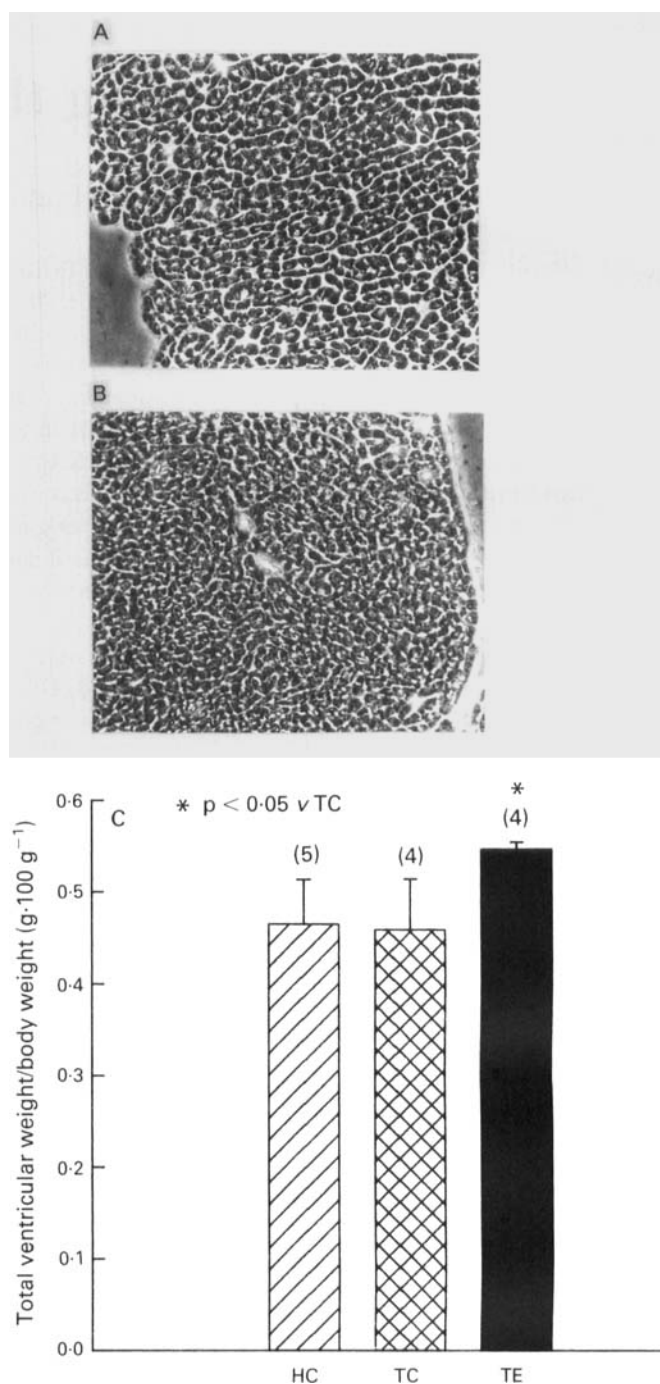 A
B
0·6
C
* p < 0·05 v TC
*
(4)
(5)
(4)
0·5
0·4
0·3
0·2
0·1
0·0
Total ventricular weight/body weight (g·100 g⁻¹)
HC
TC
TE